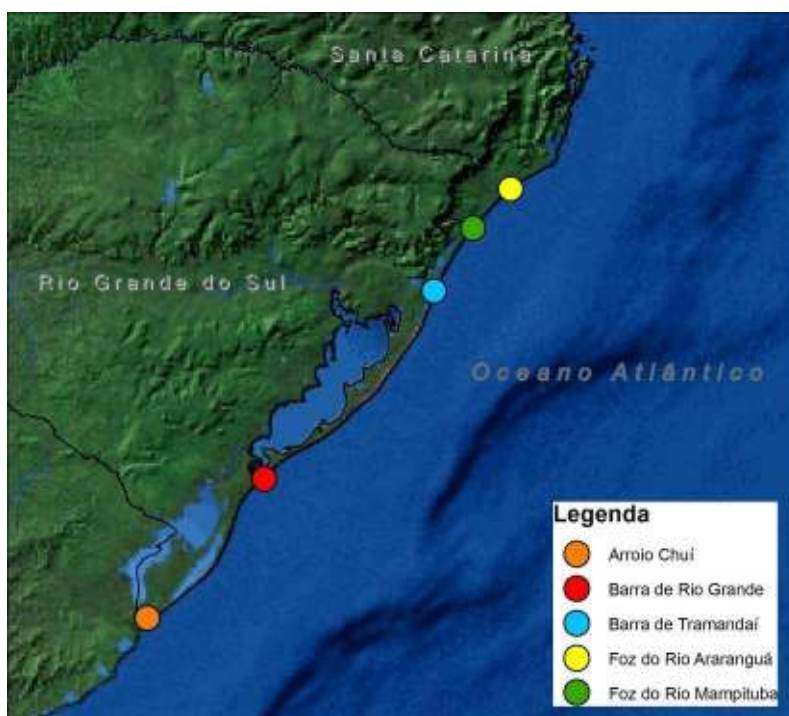 Santa Catarina
Rio Grande do Sul
Oceano Atlântico
Legenda
Arroio Chuí
Barra de Rio Grande
Barra de Tramandaí
Foz do Rio Araranguá
Foz do Rio Mampituba